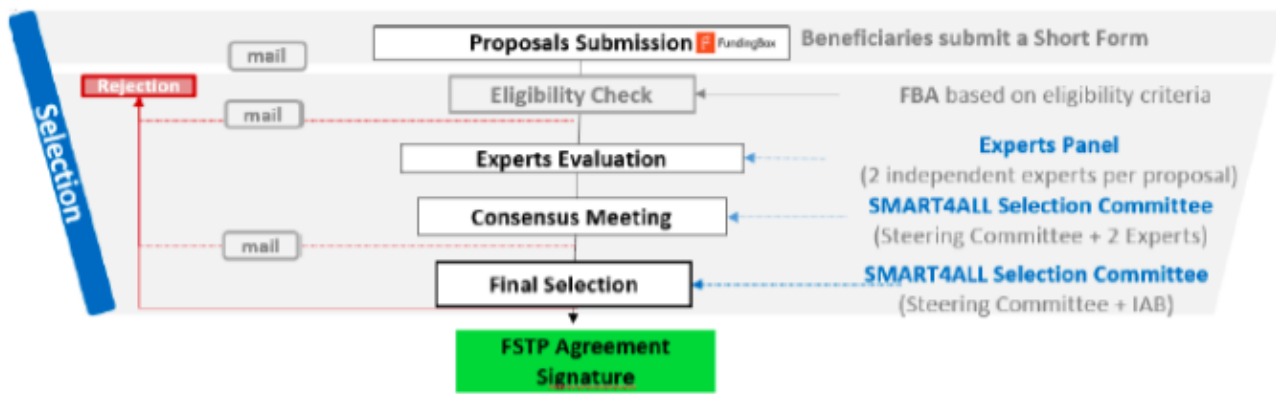 Proposals Submission FundingBox
Beneficiaries submit a Short Form
mail
Rejection
Eligibility Check
FBA based on eligibility criteria
mail
Selection
Experts Evaluation
Experts Panel
(2 independent experts per proposal)
Consensus Meeting
SMART4ALL Selection Committee
(Steering Committee + 2 Experts)
mail
Final Selection
SMART4ALL Selection Committee
(Steering Committee + IAB)
FSTP Agreement
Signature